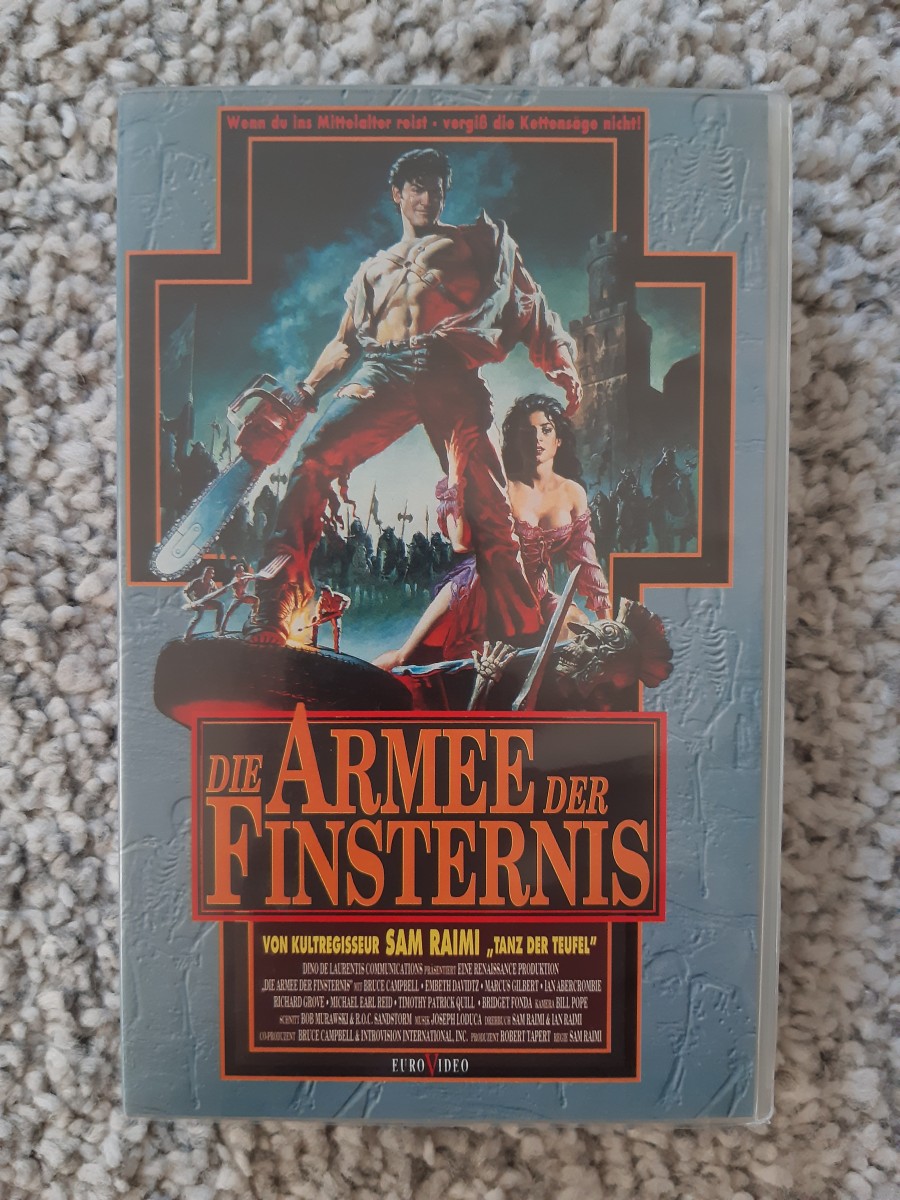 Wenn du ins Mittelalter reist - vergiß die Kettensäge nicht!
DIE ARMEE DER
FINSTERNIS
VON KULTREGISSEUR SAM RAIMI „TANZ DER TEUFEL"
DINO DE LAURENTIS COMMUNICATIONS PRÄSENTIERT EINE RENAISSANCE PRODUKTION
„DIE ARMEE DER FINSTERNIS" MIT BRUCE CAMPBELL • EMBETH DAVIDTZ • MARCUS GILBERT • IAN ABERCROMBIE
RICHARD GROVE • MICHAEL EARL REID • TIMOTHY PATRICK QUILL • BRIDGET FONDA KAMERA BILL POPE
SCHNITT BOB MURAWSKI & R.O.C. SANDSTORM MUSIK JOSEPH LODUCA DREHBUCH SAM RAIMI & IAN RAIMI
CO-PRODUZENT BRUCE CAMPBELL & INTROVISION INTERNATIONAL, INC. PRODUZENT ROBERT TAPERT REGIE SAM RAIMI
EUROVIDEO